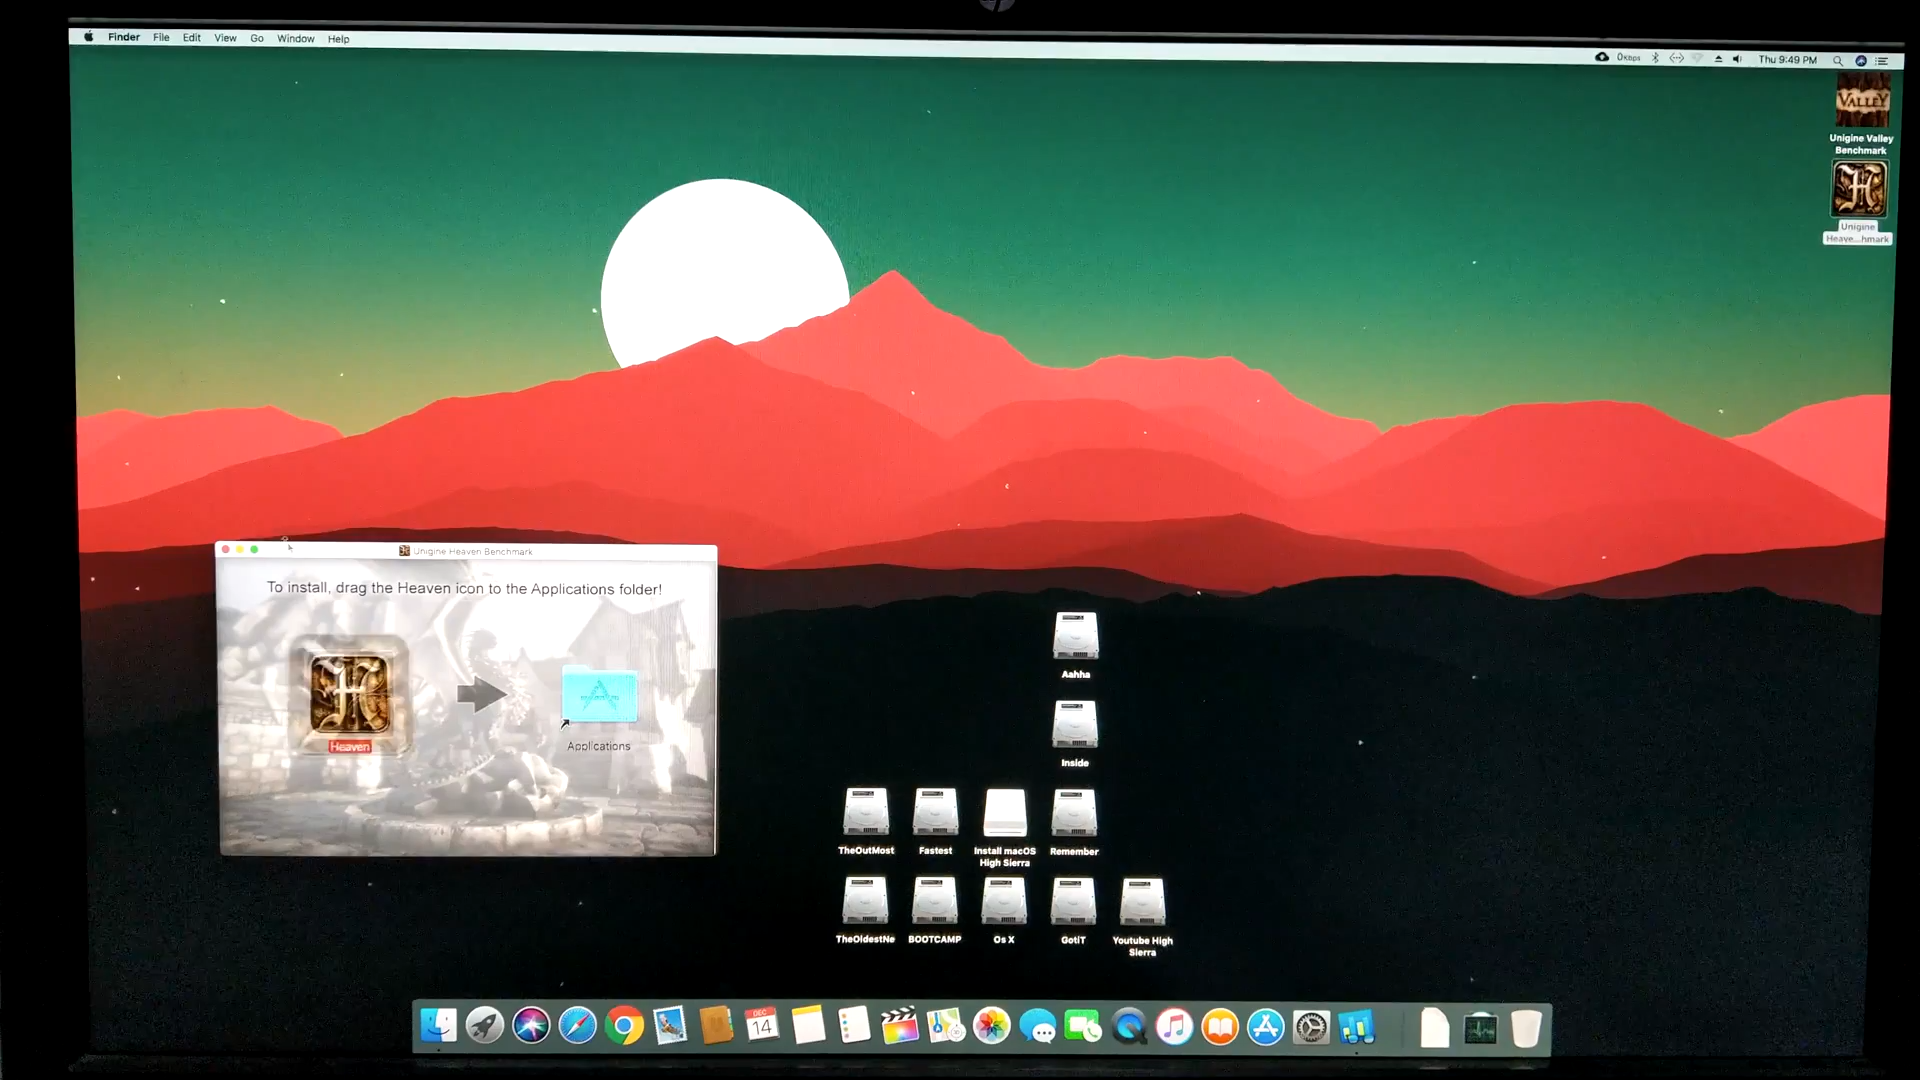 Finder File Edit View Go Window Help
0Kbps Thu 9:49 PM
VALLEY
Unigine Valley
Benchmark
Unigine
Heave...hmark
Unigine Heaven Benchmark
To install, drag the Heaven icon to the Applications folder!
Heaven
Applications
Aahha
Inside
TheOutMost
Fastest
Install macOS
High Sierra
Remember
TheOldestNe
BOOTCAMP
Os X
GotIT
Youtube High
Sierra
DEC
14